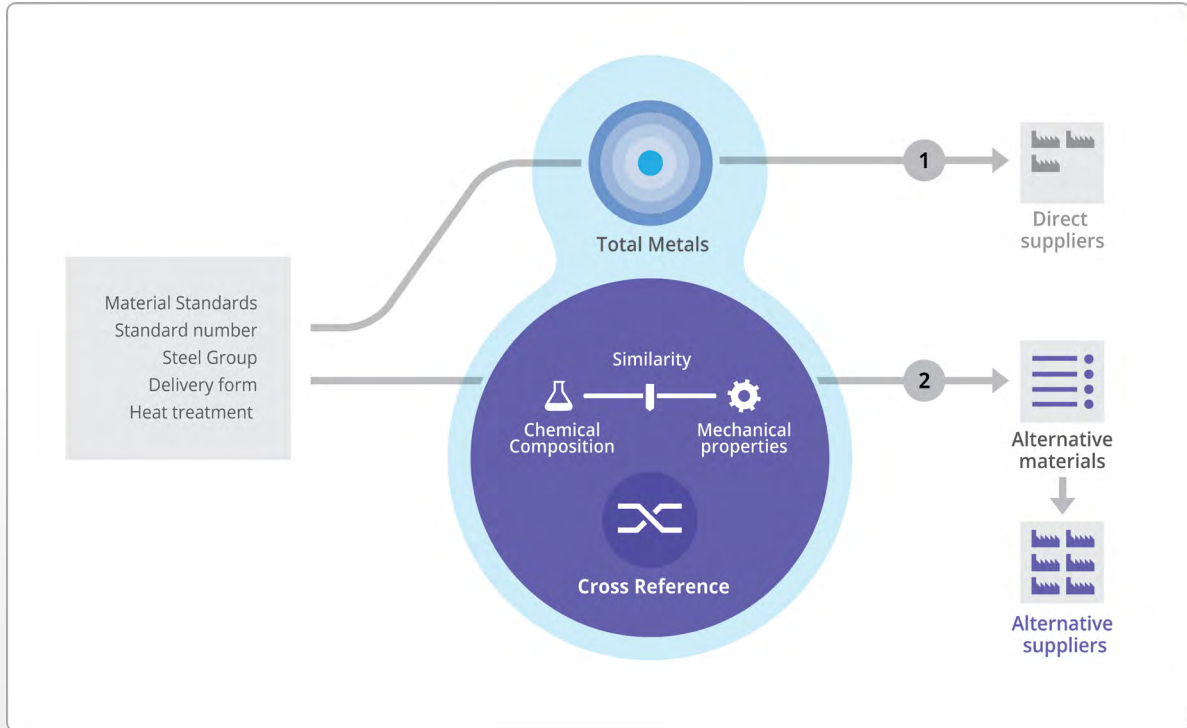 Material Standards
Standard number
Steel Group
Delivery form
Heat treatment
Total Metals
Similarity
Chemical
Composition
Mechanical
properties
Cross Reference
1
Direct
suppliers
2
Alternative
materials
Alternative
suppliers